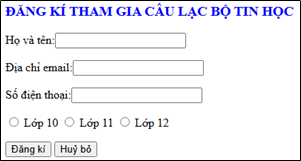 ĐĂNG KÍ THAM GIA CÂU LẠC BỘ TIN HỌC
Họ và tên:
Địa chỉ email:
Số điện thoại:
Lớp 10 Lớp 11 Lớp 12
Đăng kí Huỷ bỏ